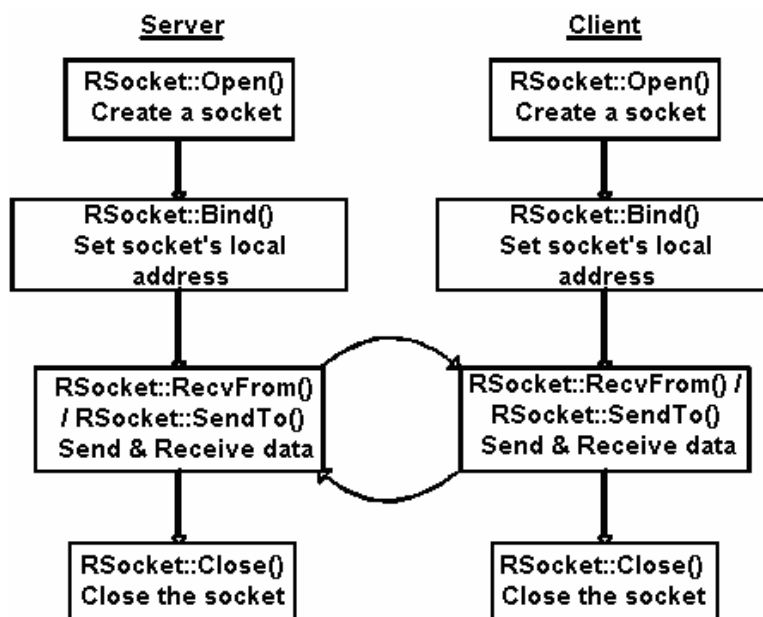 Server
RSocket::Open()
Create a socket
RSocket::Bind()
Set socket's local
address
RSocket::RecvFrom()
/ RSocket::SendTo()
Send & Receive data
RSocket::Close()
Close the socket
Client
RSocket::Open()
Create a socket
RSocket::Bind()
Set socket's local
address
RSocket::RecvFrom() /
RSocket::SendTo()
Send & Receive data
RSocket::Close()
Close the socket